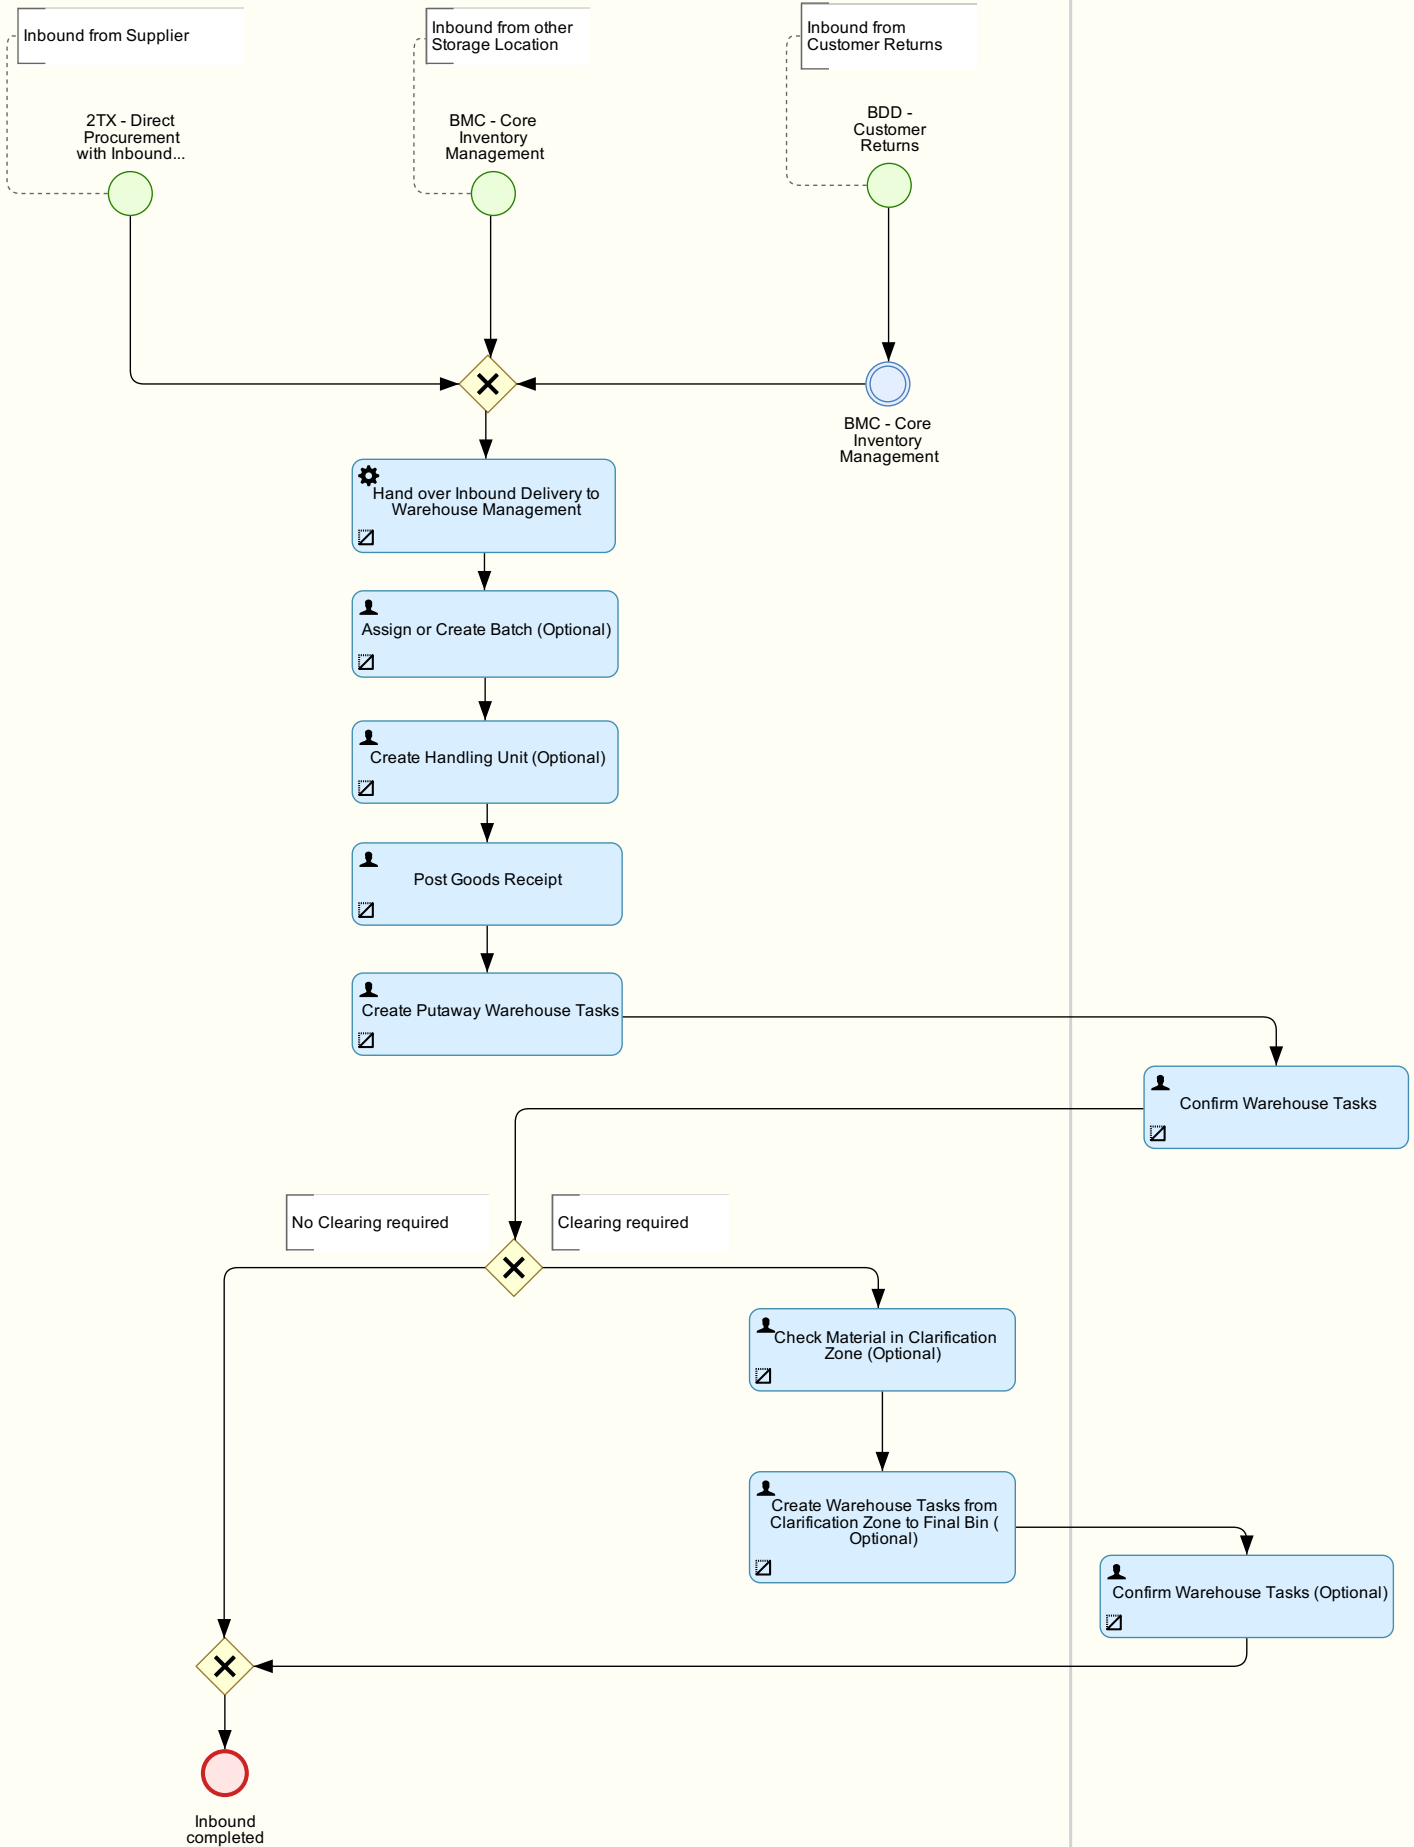 Inbound from Supplier
Inbound from other
Storage Location
Inbound from
Customer Returns
2TX - Direct
Procurement
with Inbound...
BMC - Core
Inventory
Management
BDD -
Customer
Returns
BMC - Core
Inventory
Management
Hand over Inbound Delivery to
Warehouse Management
Assign or Create Batch (Optional)
Create Handling Unit (Optional)
Post Goods Receipt
Create Putaway Warehouse Tasks
Confirm Warehouse Tasks
No Clearing required
Clearing required
Check Material in Clarification
Zone (Optional)
Create Warehouse Tasks from
Clarification Zone to Final Bin (
Optional)
Confirm Warehouse Tasks (Optional)
Inbound
completed